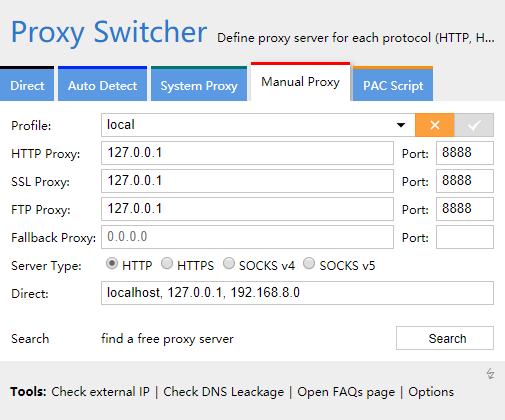 Proxy Switcher Define proxy server for each protocol (HTTP, H...
Direct Auto Detect System Proxy Manual Proxy PAC Script
Profile: local
HTTP Proxy: 127.0.0.1 Port: 8888
SSL Proxy: 127.0.0.1 Port: 8888
FTP Proxy: 127.0.0.1 Port: 8888
Fallback Proxy: 0.0.0.0 Port:
Server Type: HTTP HTTPS SOCKS v4 SOCKS v5
Direct: localhost, 127.0.0.1, 192.168.8.0
Search find a free proxy server Search
Tools: Check external IP | Check DNS Leackage | Open FAQs page | Options